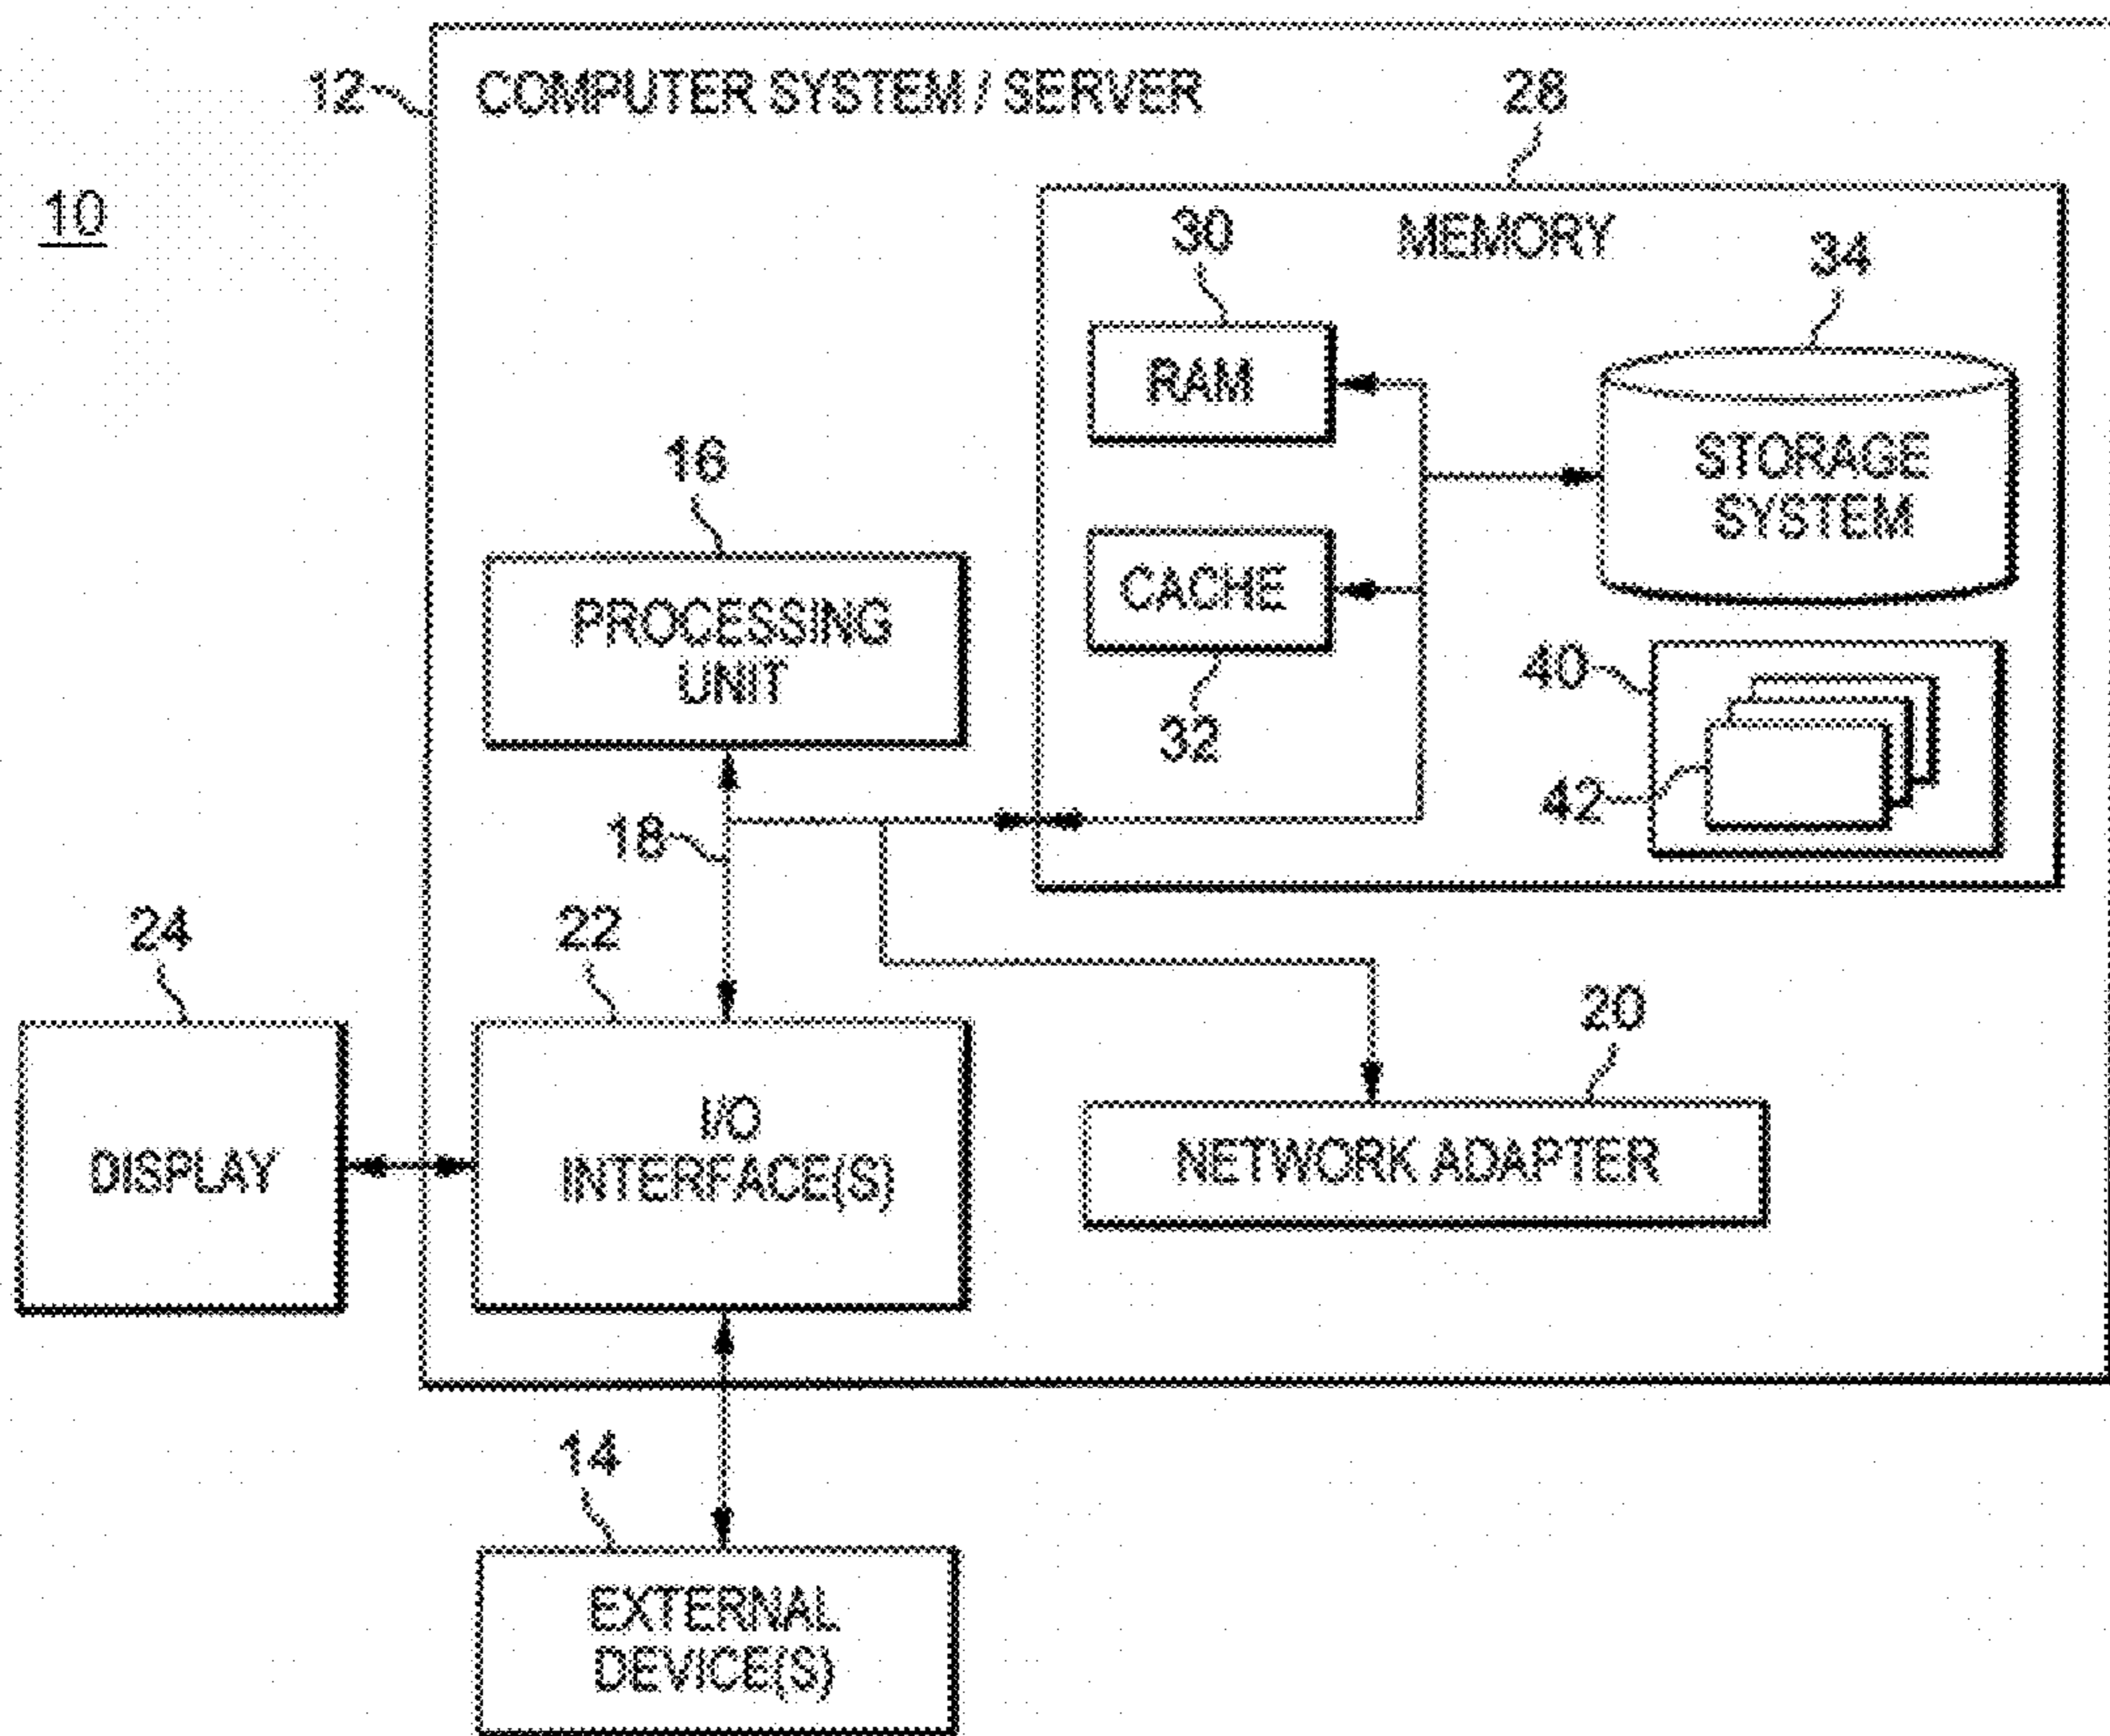 12
COMPUTER SYSTEM / SERVER
28
10
30
MEMORY
34
RAM
STORAGE
SYSTEM
16
PROCESSING
UNIT
CACHE
32
40
42
18
24
22
20
DISPLAY
I/O
INTERFACE(S)
NETWORK ADAPTER
14
EXTERNAL
DEVICE(S)